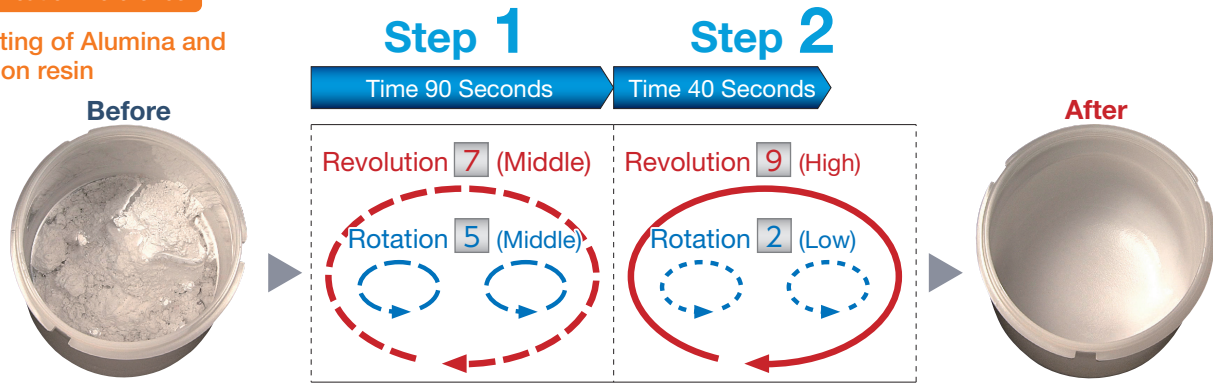 ting of Alumina and
on resin
Before
Step 1
Time 90 Seconds
Revolution 7 (Middle)
Rotation 5 (Middle)
Step 2
Time 40 Seconds
Revolution 9 (High)
Rotation 2 (Low)
After